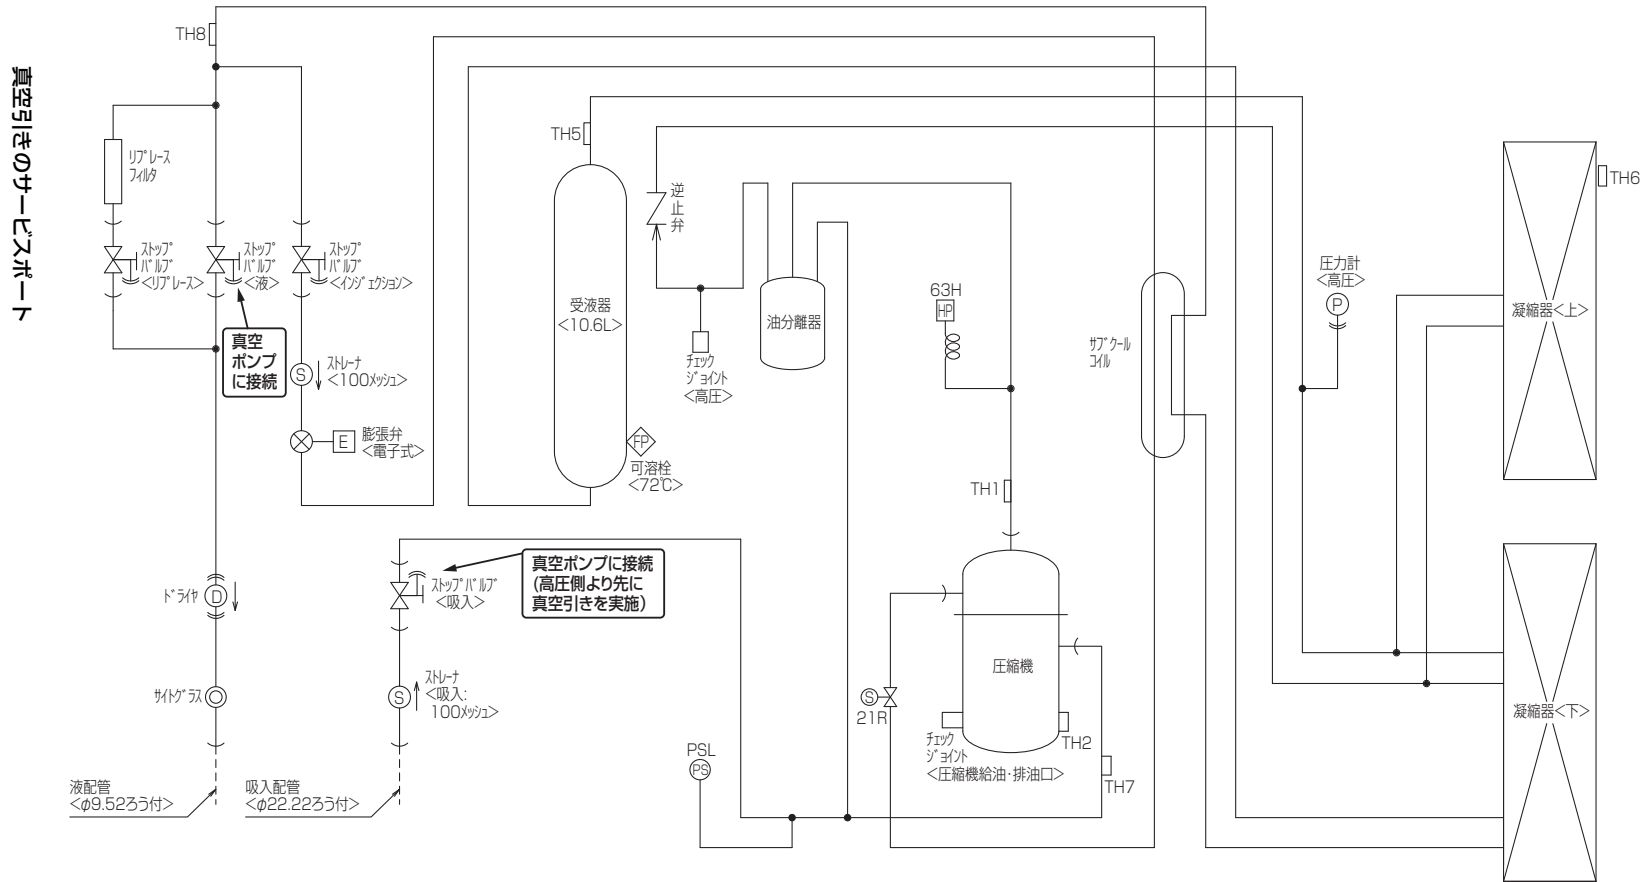 真空引きのサービスポート
TH8
リプレース
フィルタ
ストップ
バルブ
<リプレース>
ストップ
バルブ
<液>
ストップ
バルブ
<インジェクション>
真空
ポンプ
に接続
S
ストレーナ
<100メッシュ>
E
膨張弁
<電子式>
TH5
受液器
<10.6L>
FP
可溶栓
<72℃>
逆
止
弁
チェック
ジョイント
<高圧>
油分離器
63H
HP
TH1
サブクール
コイル
圧力計
<高圧>
P
TH6
凝縮器<上>
凝縮器<下>
ドライヤ
D
サイトグラス
液配管
<φ9.52ろう付>
ストップバルブ
<吸入>
真空ポンプに接続
(高圧側より先に
真空引きを実施)
S
ストレーナ
<吸入:
100メッシュ>
吸入配管
<φ22.22ろう付>
PSL
PS
S
21R
圧縮機
チェック
ジョイント
<圧縮機給油・排油口>
TH2
TH7